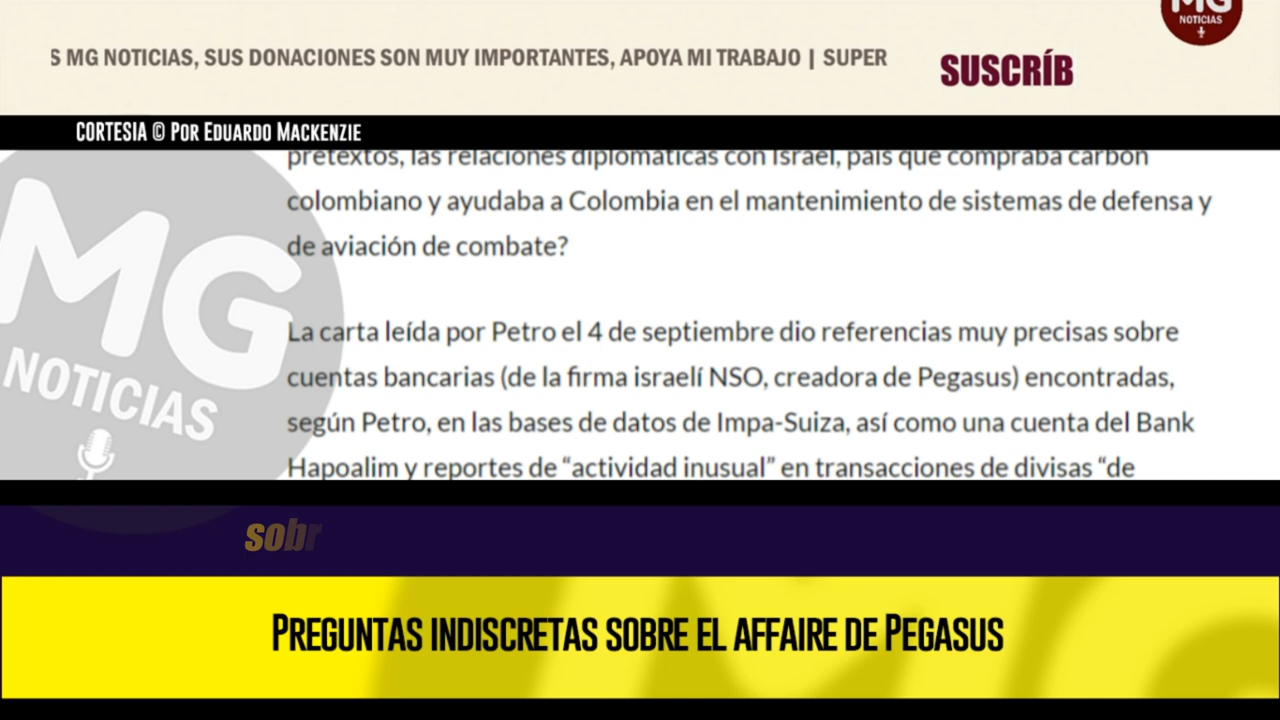 MG
NOTICIAS
S MG NOTICIAS, SUS DONACIONES SON MUY IMPORTANTES, APOYA MI TRABAJO | SUPER
SUSCRÍB
CORTESIA © POR EDUARDO MACKENZIE
pretextos, las relaciones diplomáticas con Israel, país que compraba carbón
colombiano y ayudaba a Colombia en el mantenimiento de sistemas de defensa y
de aviación de combate?
La carta leída por Petro el 4 de septiembre dio referencias muy precisas sobre
cuentas bancarias (de la firma israelí NSO, creadora de Pegasus) encontradas,
según Petro, en las bases de datos de Impa-Suiza, así como una cuenta del Bank
Hapoalim y reportes de “actividad inusual” en transacciones de divisas “de
MG
NOTICIAS
sobr
PREGUNTAS INDISCRETAS SOBRE EL AFFAIRE DE PEGASUS